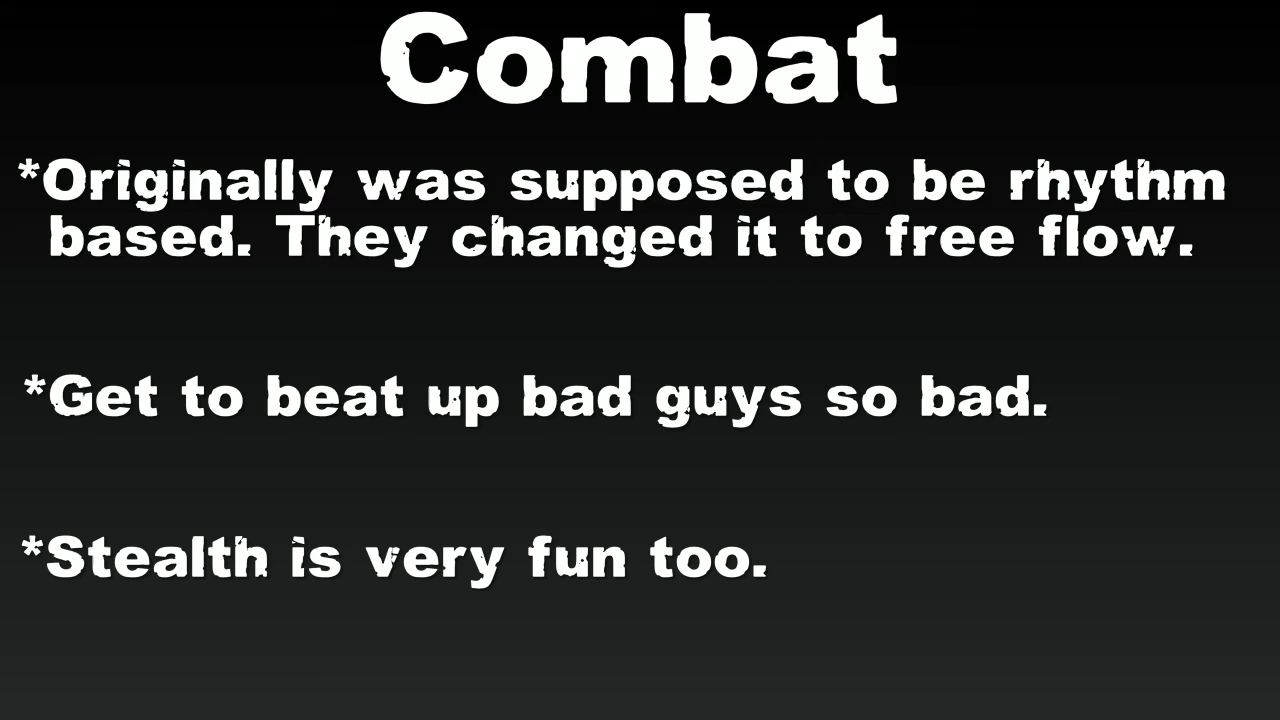 Combat
*Originally was supposed to be rhythm
based. They changed it to free flow.
*Get to beat up bad guys so bad.
*Stealth is very fun too.